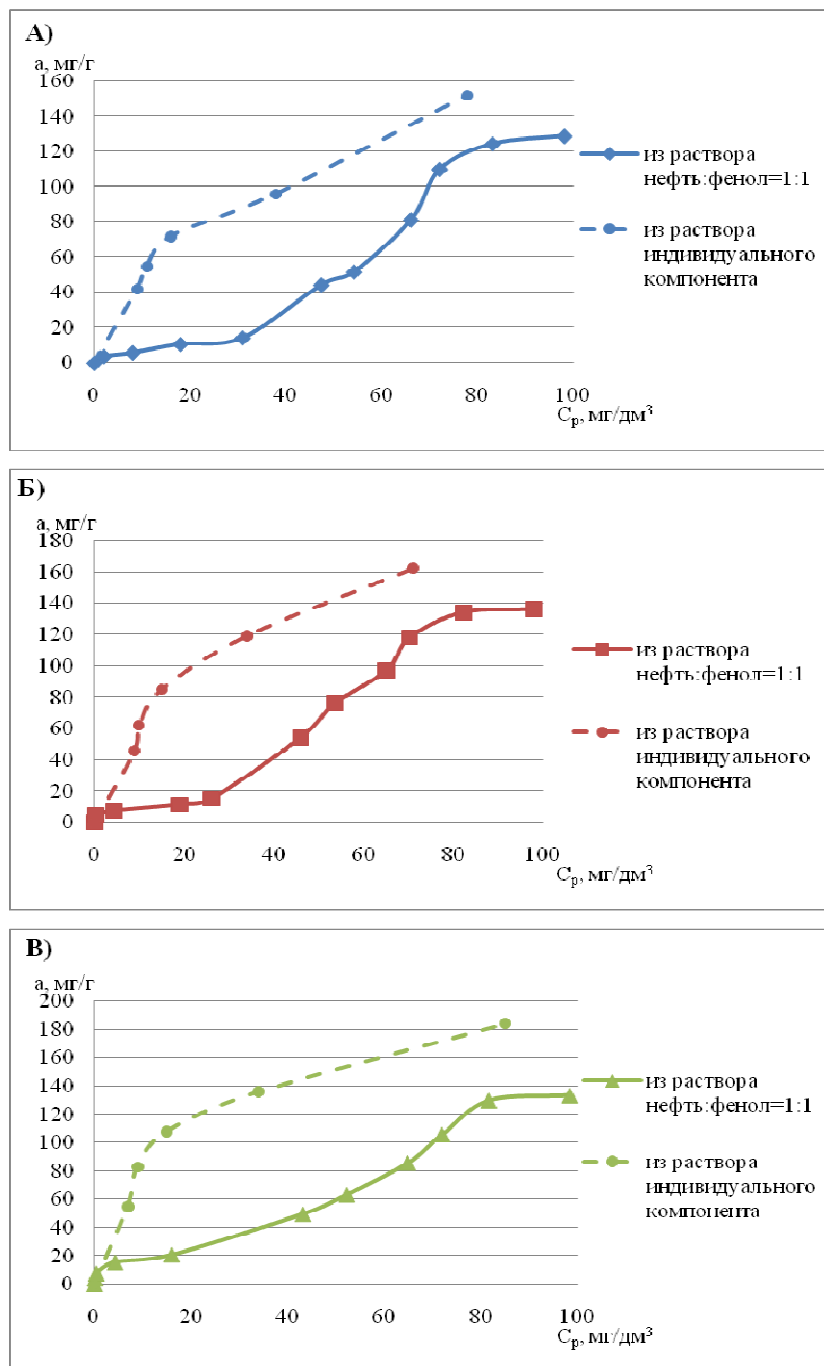 А)
а, мг/г
160
140
120
100
80
60
40
20
0
0 20 40 60 80 100
Cр, мг/дм³
из раствора
нефть:фенол=1:1
из раствора
индивидуального
компонента
Б)
а, мг/г
180
160
140
120
100
80
60
40
20
0
0 20 40 60 80 100
Cр, мг/дм³
из раствора
нефть:фенол=1:1
из раствора
индивидуального
компонента
В)
а, мг/г
200
180
160
140
120
100
80
60
40
20
0
0 20 40 60 80 100
Cр, мг/дм³
из раствора
нефть:фенол=1:1
из раствора
индивидуального
компонента